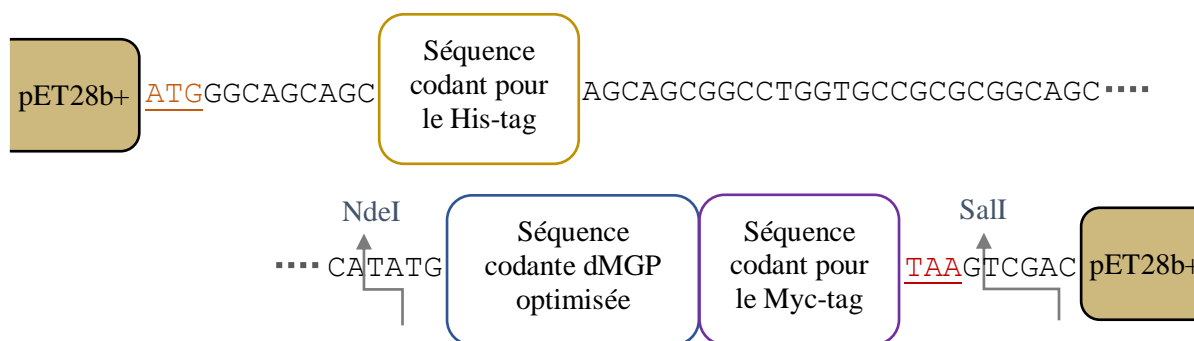 Séquence
codant pour
le His-tag
pET28b+
ATGGGCAGCAGC
AGCAGCGGCCTGGTGCCGCGCGGCAGC
NdeI
CATATG
Séquence
codante dMGP
optimisée
Séquence
codant pour
le Myc-tag
SalI
TAAGTCGAC
pET28b+